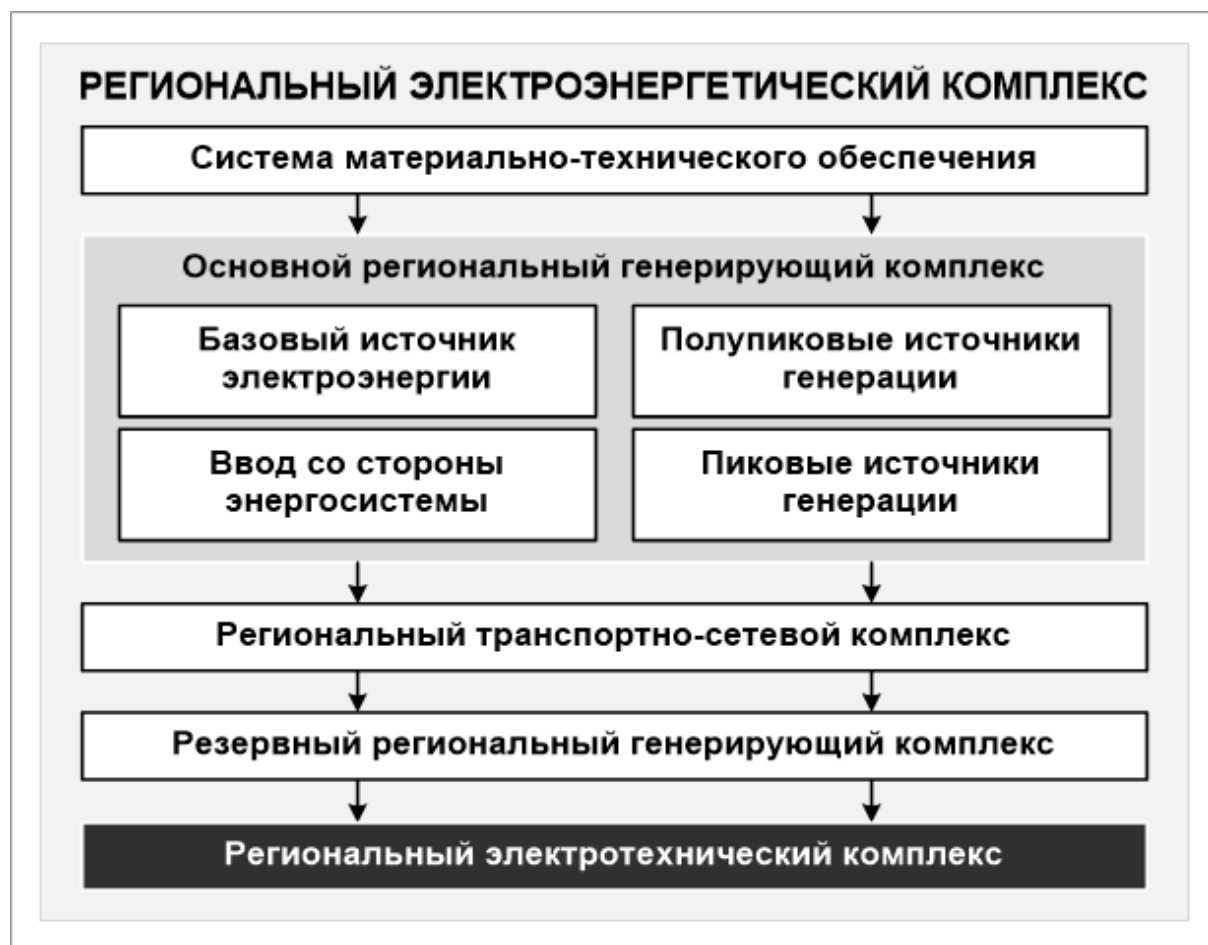 РЕГИОНАЛЬНЫЙ ЭЛЕКТРОЭНЕРГЕТИЧЕСКИЙ КОМПЛЕКС
Система материально-технического обеспечения
Основной региональный генерирующий комплекс
Базовый источник
электроэнергии
Полупиковые источники
генерации
Ввод со стороны
энергосистемы
Пиковые источники
генерации
Региональный транспортно-сетевой комплекс
Резервный региональный генерирующий комплекс
Региональный электротехнический комплекс